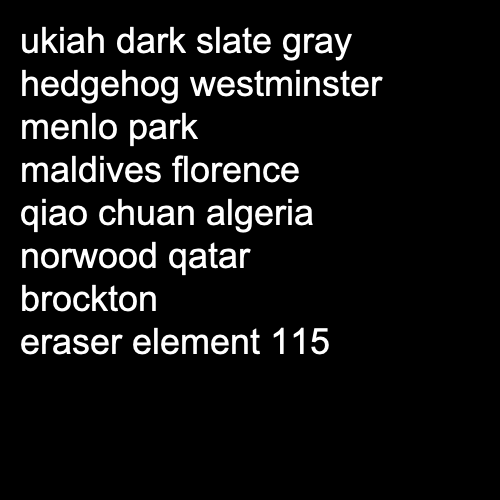 ukiah dark slate gray
hedgehog westminster
menlo park
maldives florence
qiao chuan algeria
norwood qatar
brockton
eraser element 115